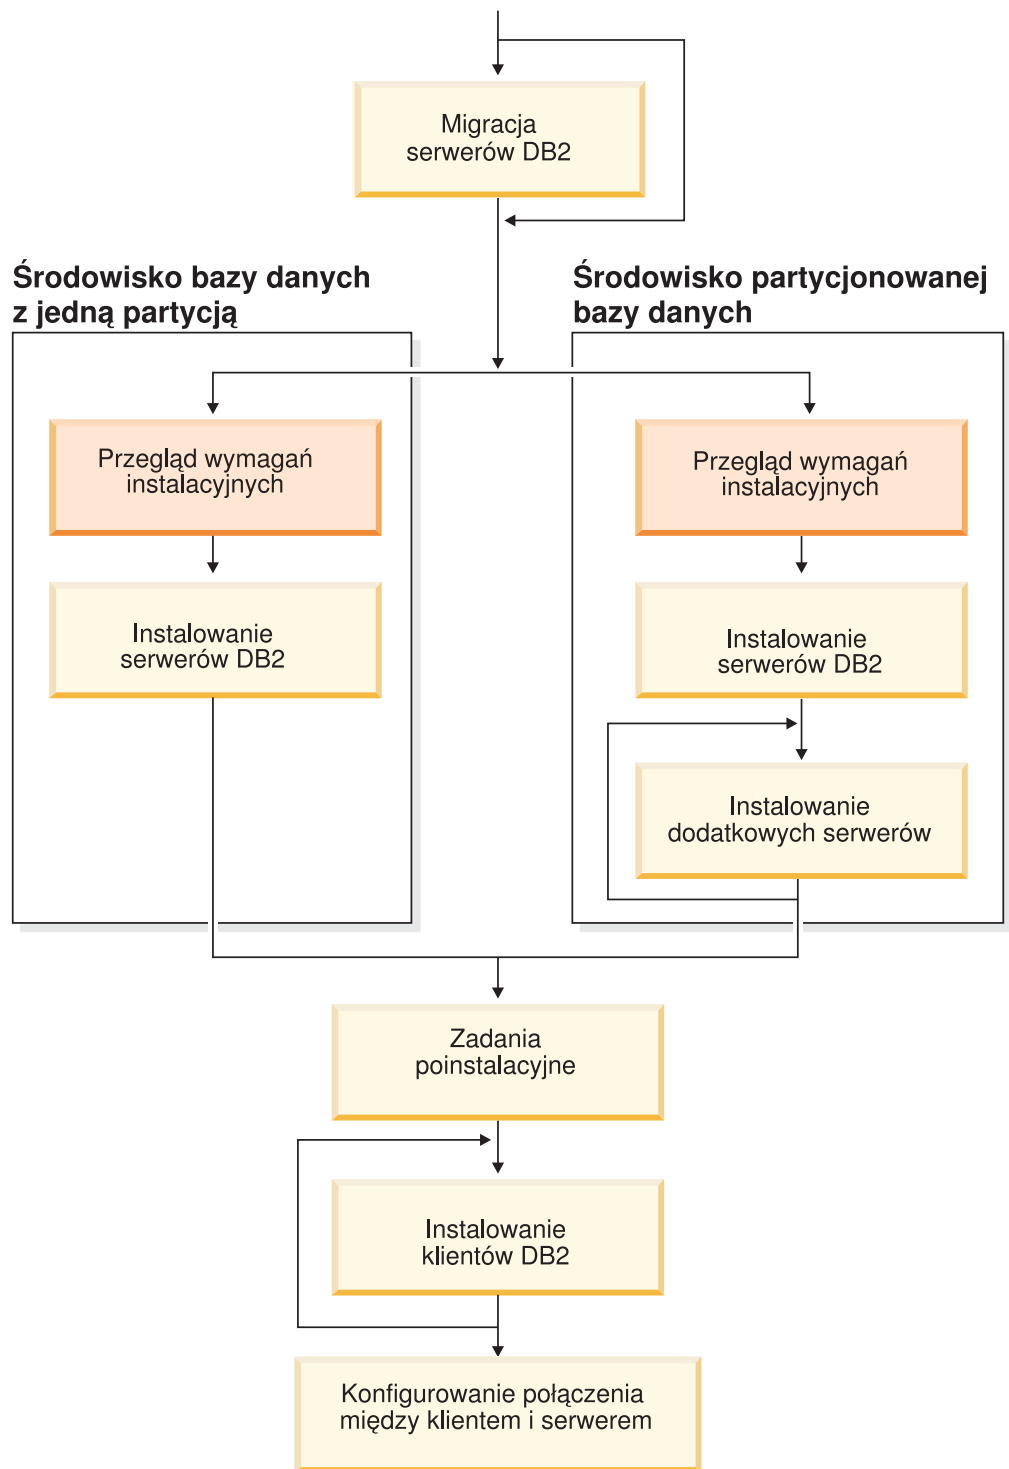 Migracja
serwerów DB2
Środowisko bazy danych
z jedną partycją
Środowisko partycjonowanej
bazy danych
Przegląd wymagań
instalacyjnych
Przegląd wymagań
instalacyjnych
Instalowanie
serwerów DB2
Instalowanie
serwerów DB2
Instalowanie
dodatkowych serwerów
Zadania
poinstalacyjne
Instalowanie
klientów DB2
Konfigurowanie połączenia
między klientem i serwerem